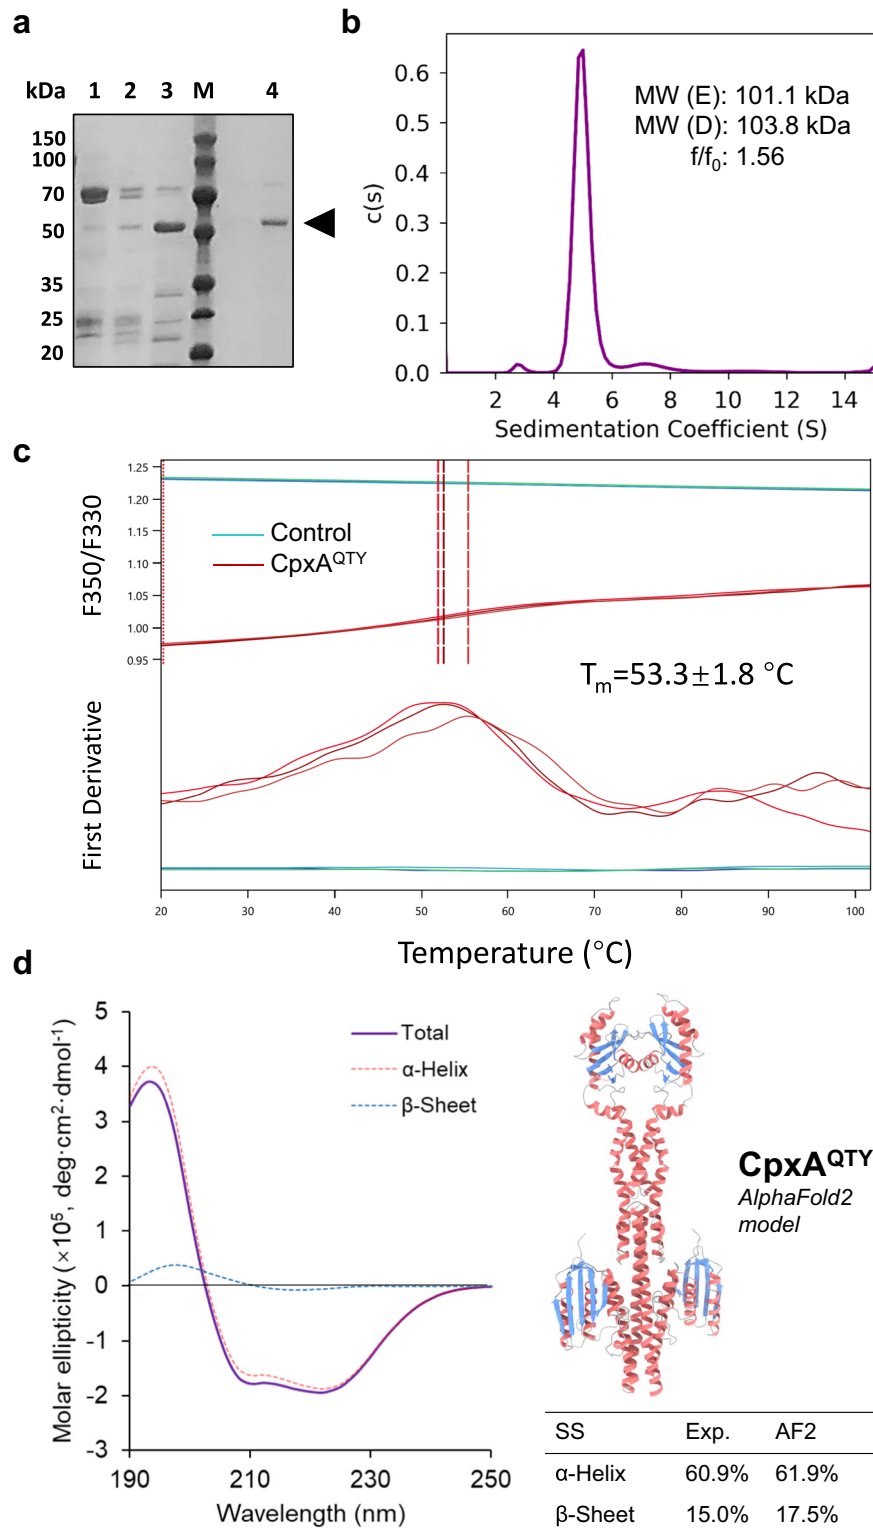 a
kDa 1 2 3 M 4
150
100
70
50
35
25
20
b
c(s)
0.6
0.5
0.4
0.3
0.2
0.1
0.0
MW (E): 101.1 kDa
MW (D): 103.8 kDa
f/f₀: 1.56
2 4 6 8 10 12 14
Sedimentation Coefficient (S)
c
F350/F330
1.25
1.20
1.15
1.10
1.05
1.00
0.95
Control
CpxA^QTY
Tₘ=53.3±1.8 °C
First Derivative
20 30 40 50 60 70 80 90 100
Temperature (°C)
d
Molar ellipticity (×10⁵, deg·cm²·dmol⁻¹)
5
4
3
2
1
0
-1
-2
-3
Total
α-Helix
β-Sheet
190 210 230 250
Wavelength (nm)
CpxA^QTY
AlphaFold2
model
SS Exp. AF2
α-Helix 60.9% 61.9%
β-Sheet 15.0% 17.5%